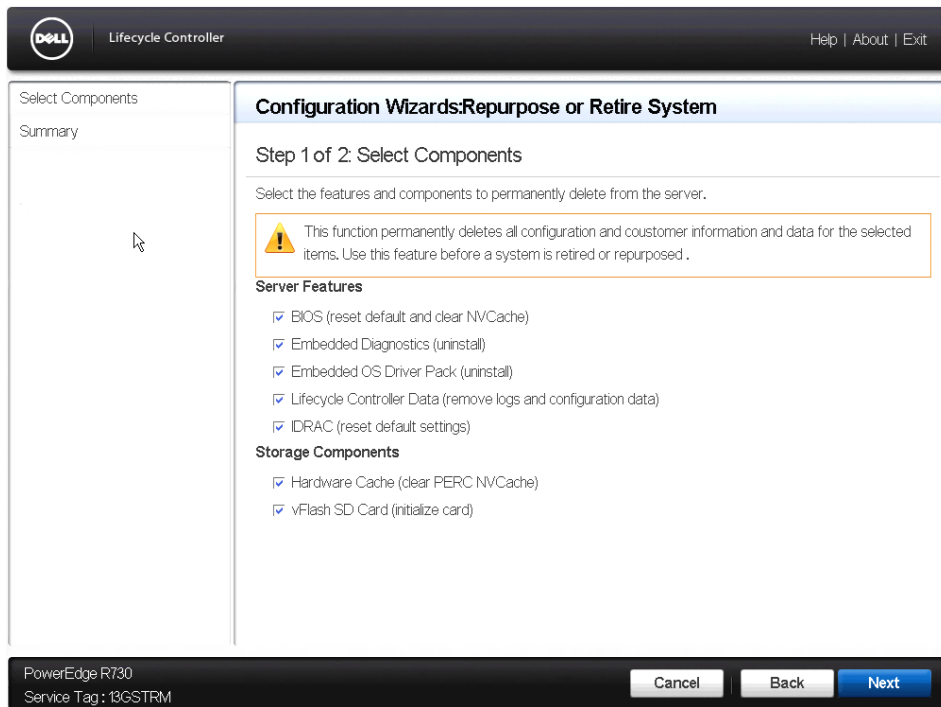 DELL
Lifecycle Controller
Help | About | Exit
Select Components
Summary
Configuration Wizards:Repurpose or Retire System
Step 1 of 2: Select Components
Select the features and components to permanently delete from the server.
This function permanently deletes all configuration and coustomer information and data for the selected
items. Use this feature before a system is retired or repurposed .
Server Features
BIOS (reset default and clear NVCache)
Embedded Diagnostics (uninstall)
Embedded OS Driver Pack (uninstall)
Lifecycle Controller Data (remove logs and configuration data)
IDRAC (reset default settings)
Storage Components
Hardware Cache (clear PERC NVCache)
vFlash SD Card (initialize card)
PowerEdge R730
Service Tag : 13GSTRM
Cancel
Back
Next